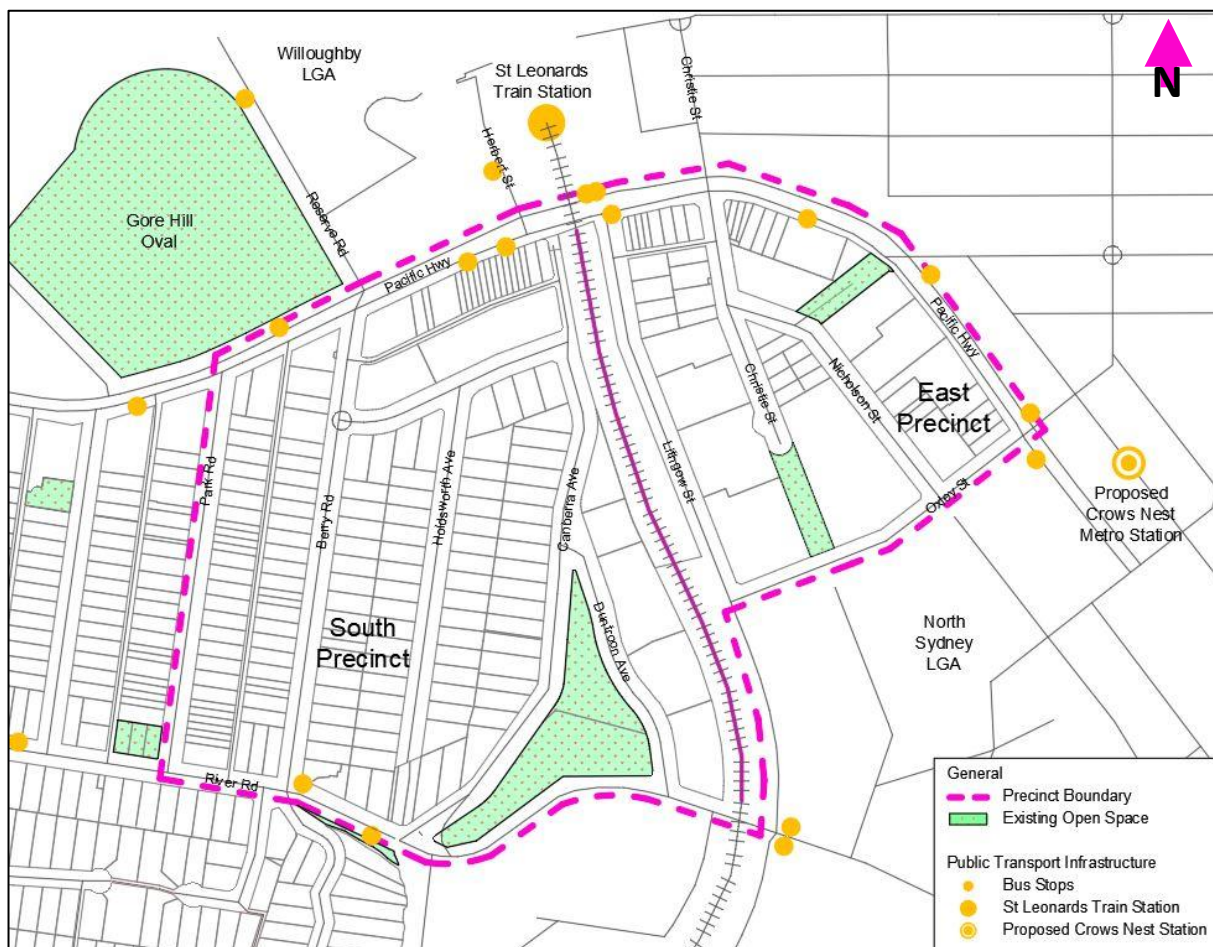 Willoughby
LGA
St Leonards
Train Station
N
Christie St
Herbert St
Gore Hill
Oval
Reserve Rd
Pacific Hwy
Pacific Hwy
Nicholson St
Christie St
East
Precinct
Lithgow St
Oxley St
Proposed
Crows Nest
Metro Station
Park Rd
Berry Rd
Holdsworth Ave
Canberra Ave
Duntroon Ave
South
Precinct
North
Sydney
LGA
River Rd
General
Precinct Boundary
Existing Open Space
Public Transport Infrastructure
Bus Stops
St Leonards Train Station
Proposed Crows Nest Station